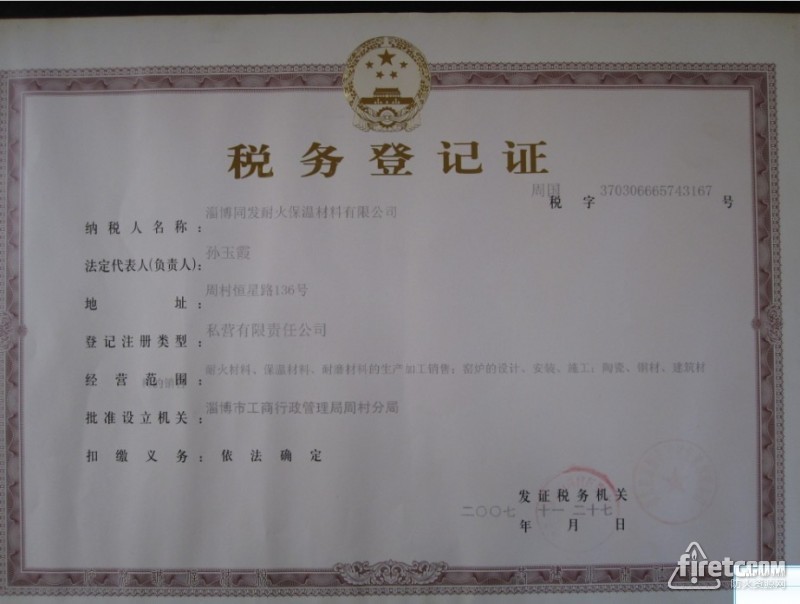 税务登记证
周国
税 字 370306665743167 号
纳税人名称: 淄博同发耐火保温材料有限公司
法定代表人(负责人): 孙玉霞
地 址: 周村恒星路136号
登记注册类型: 私营有限责任公司
经营范围: 耐火材料、保温材料、耐磨材料的生产加工销售;窑炉的设计、安装、施工;陶瓷、钢材、建筑材
批准设立机关: 淄博市工商行政管理局周村分局
扣缴义务: 依法确定
发证税务机关
二〇〇七 十一 二十七
年 月 日
firetc.com